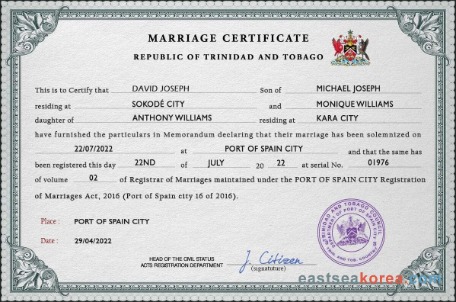 MARRIAGE CERTIFICATE
REPUBLIC OF TRINIDAD AND TOBAGO
This is to Certify that DAVID JOSEPH Son of MICHAEL JOSEPH
residing at SOKODÉ CITY and MONIQUE WILLIAMS
daughter of ANTHONY WILLIAMS residing at KARA CITY
have furnished the particulars in Memorandum declaring that their marriage has been solemnized on
22/07/2022 at PORT OF SPAIN CITY and that the same has
been registered this day 22ND of JULY 20 22 at serial No. 01976
of volume 02 of Registrar of Marriages maintained under the PORT OF SPAIN CITY Registration
of Marriages Act, 2016 (Port of Spain city 16 of 2016).
Place : PORT OF SPAIN CITY
Date : 29/04/2022
HEAD OF THE CIVIL STATUS
ACTS REGISTRATION DEPARTMENT
J. Citizen
(signature)
TRINIDAD AND TOBAGO COUNCIL
eastseakorea.com